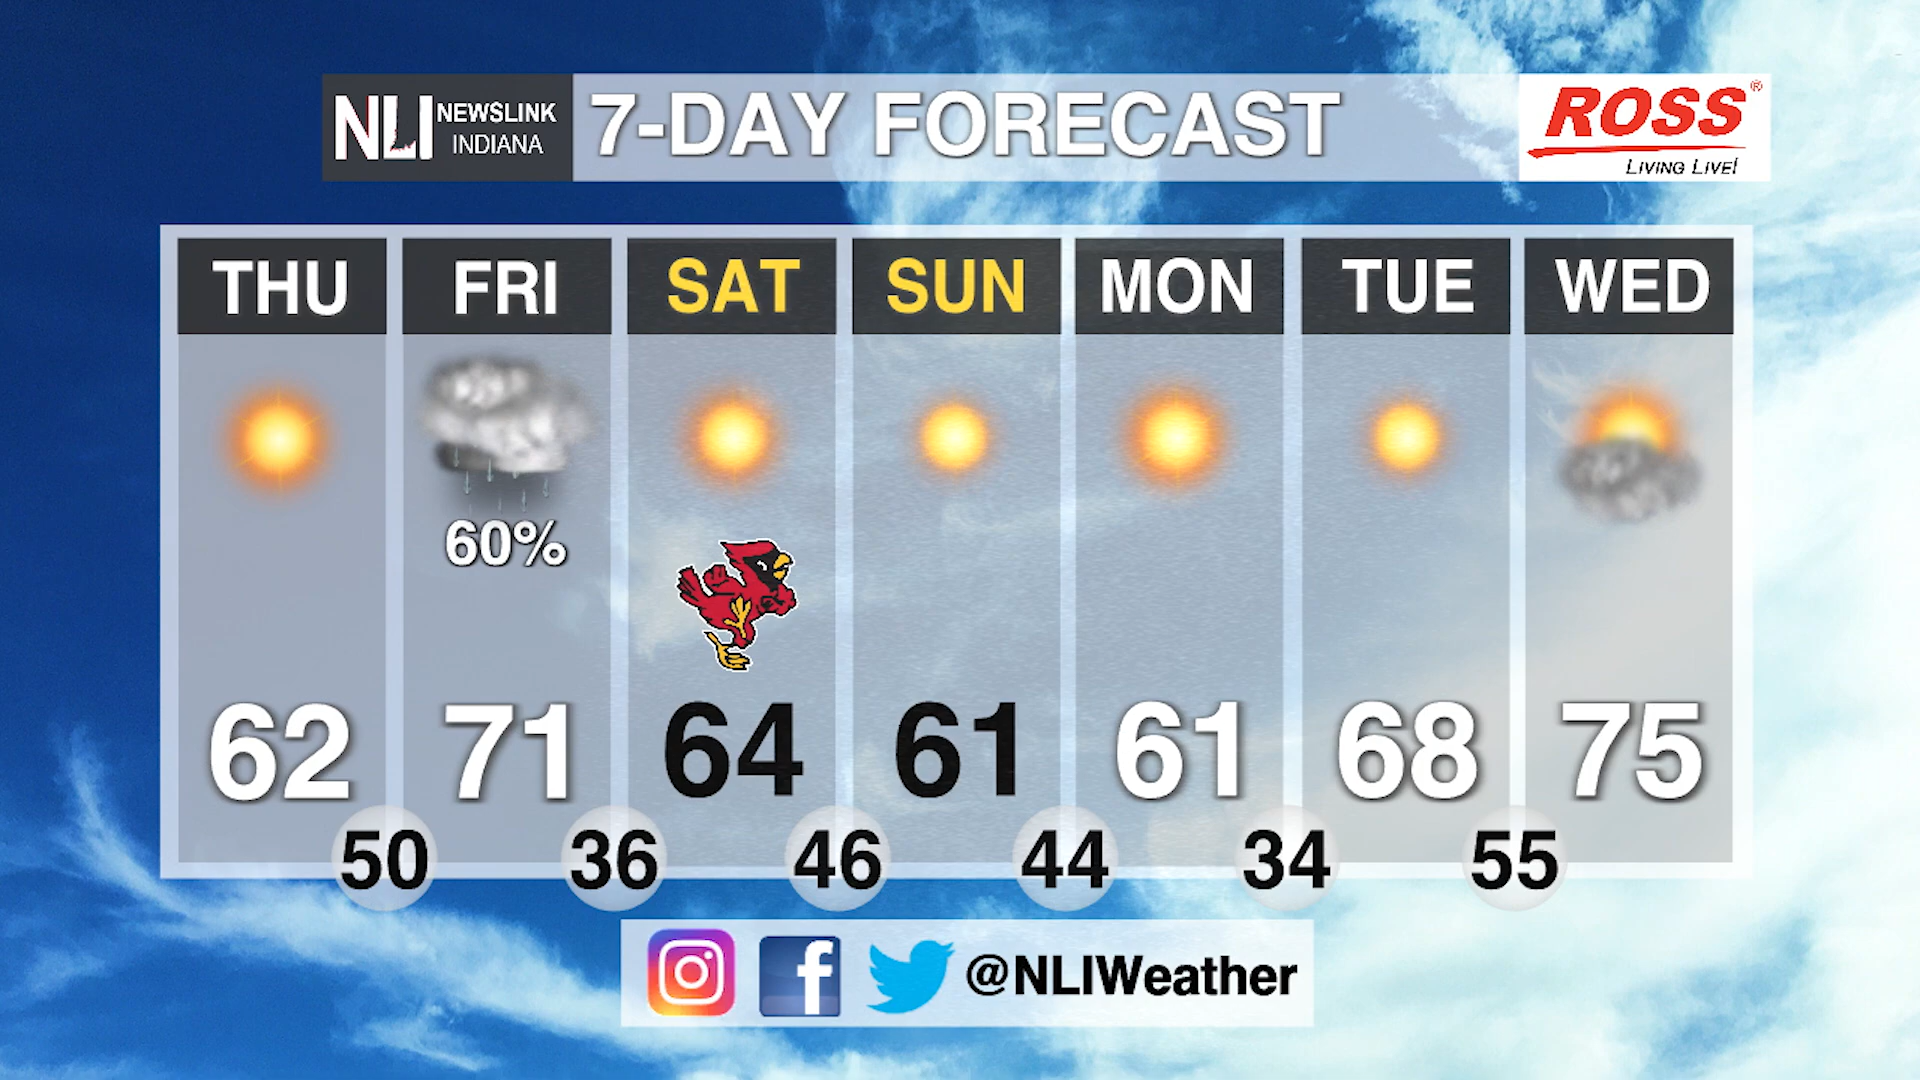 NLI NEWSLINK INDIANA
7-DAY FORECAST
ROSS®
LIVING LIVE!
THU FRI SAT SUN MON TUE WED
60%
62 71 64 61 61 68 75
50 36 46 44 34 55
f @NLIWeather